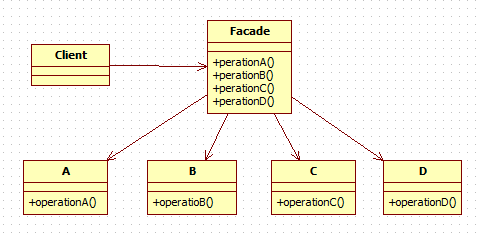 Facade
Client
+perationA()
+perationB()
+perationC()
+perationD()
A
B
C
D
+operationA()
+operatioB()
+operationC()
+operationD()